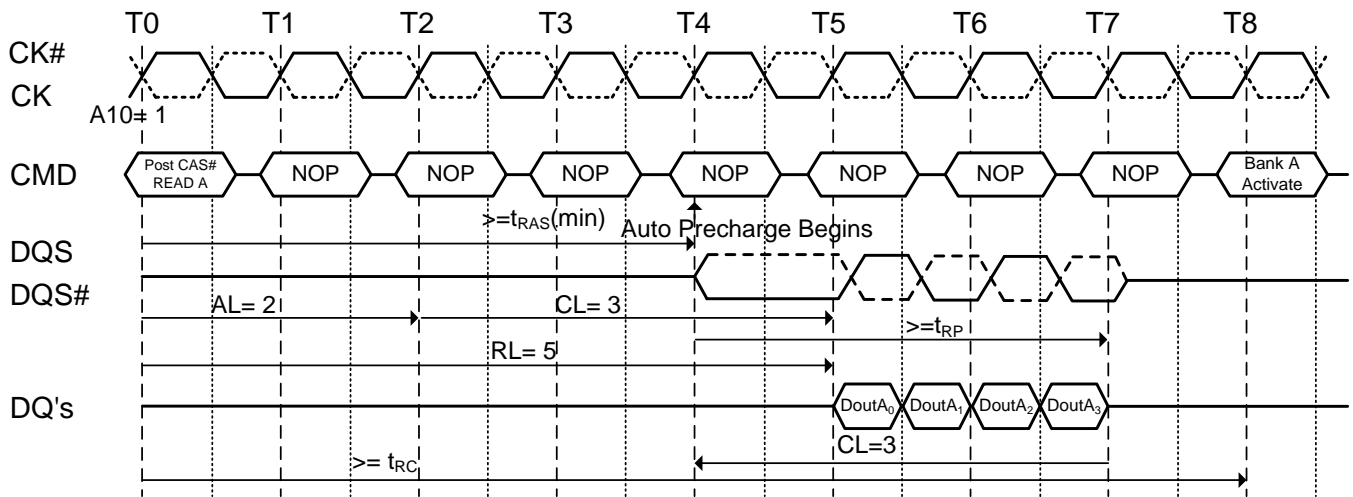 T0 T1 T2 T3 T4 T5 T6 T7 T8
CK#
CK
A10= 1
CMD
Post CAS#
READ A
NOP NOP NOP NOP NOP NOP NOP
Bank A
Activate
>=tRAS(min)
Auto Precharge Begins
DQS
DQS#
AL= 2 CL= 3
>=tRP
RL= 5
DQ's
DoutA0 DoutA1 DoutA2 DoutA3
CL=3
>= tRC